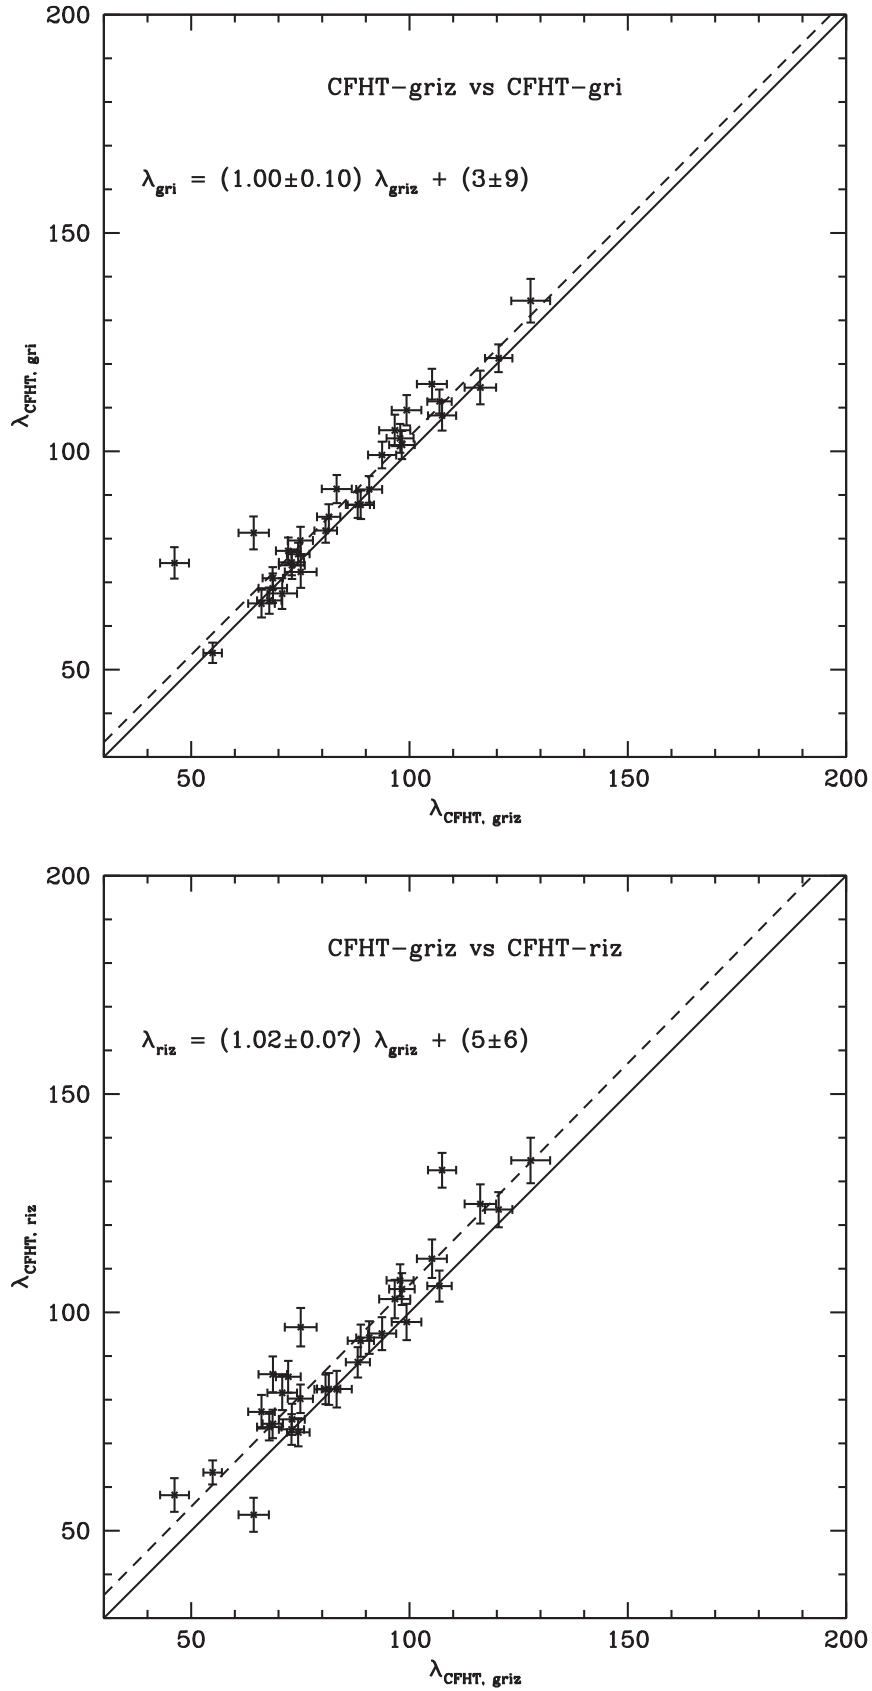 200
CFHT−griz vs CFHT−gri
λgri = (1.00±0.10) λgriz + (3±9)
150
λCFHT, gri
100
50
50 100 150 200
λCFHT, griz
200
CFHT−griz vs CFHT−riz
λriz = (1.02±0.07) λgriz + (5±6)
150
λCFHT, riz
100
50
50 100 150 200
λCFHT, griz